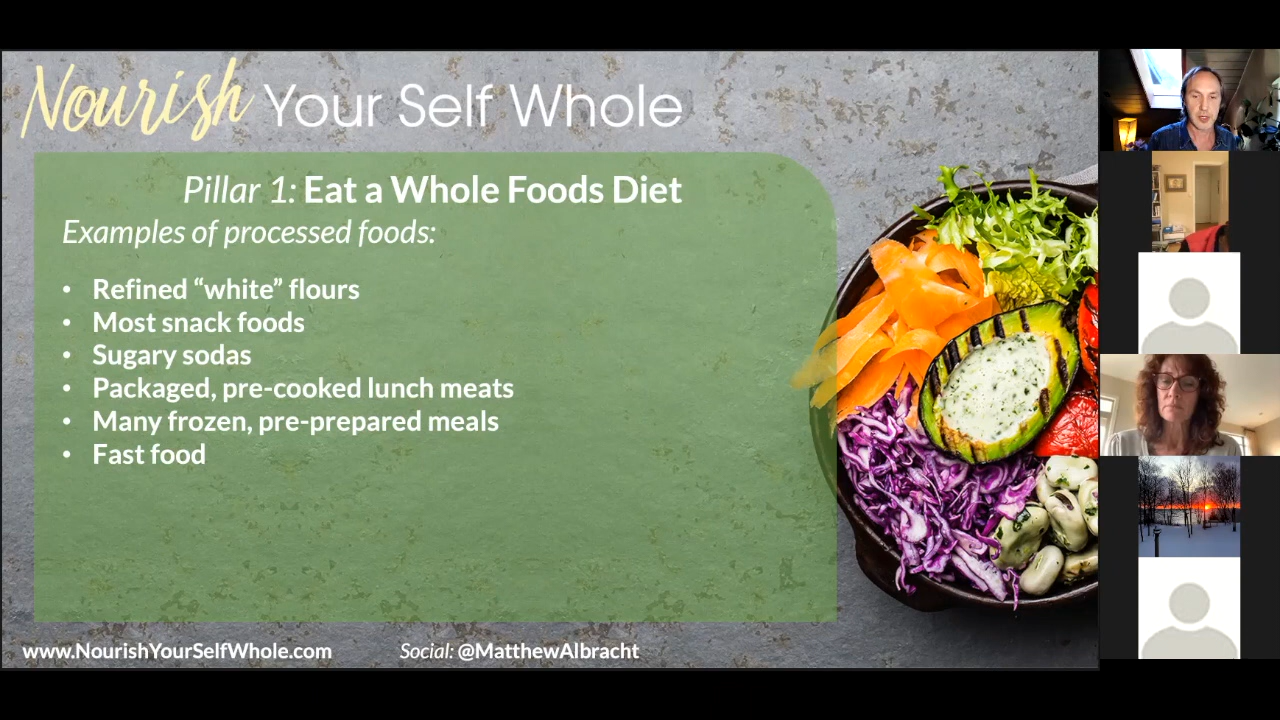 Nourish Your Self Whole
Pillar 1: Eat a Whole Foods Diet
Examples of processed foods:
• Refined “white” flours
• Most snack foods
• Sugary sodas
• Packaged, pre-cooked lunch meats
• Many frozen, pre-prepared meals
• Fast food
www.NourishYourSelfWhole.com Social: @MatthewAlbracht